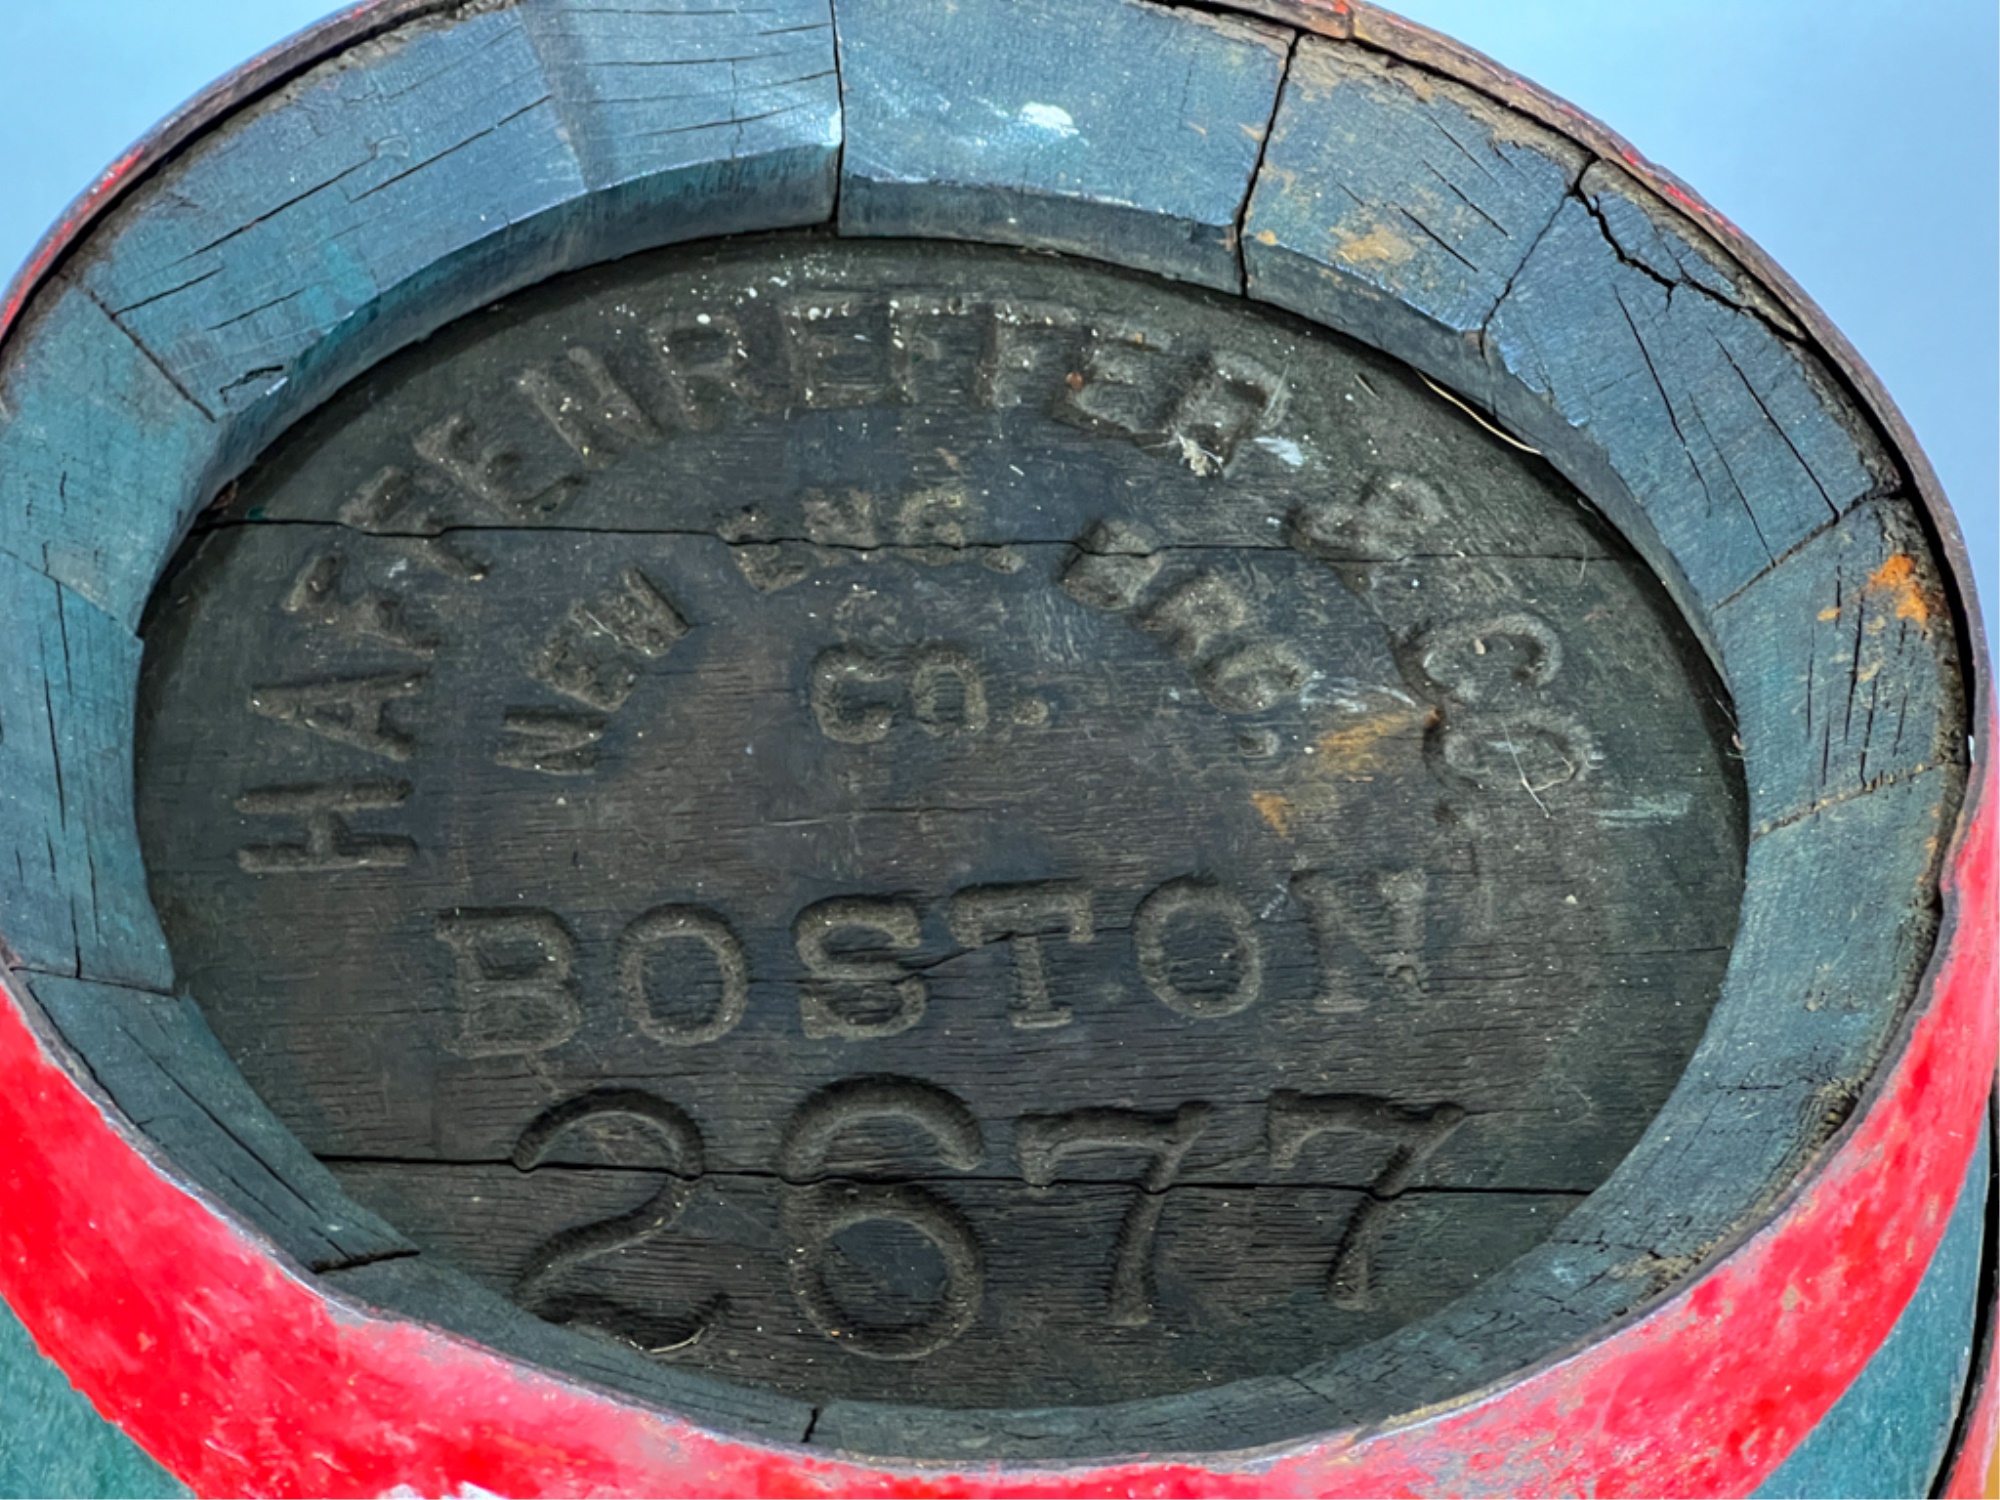 HAFFENREFFER & CO
NEW ENG. BRG.
CO.
BOSTON
2677